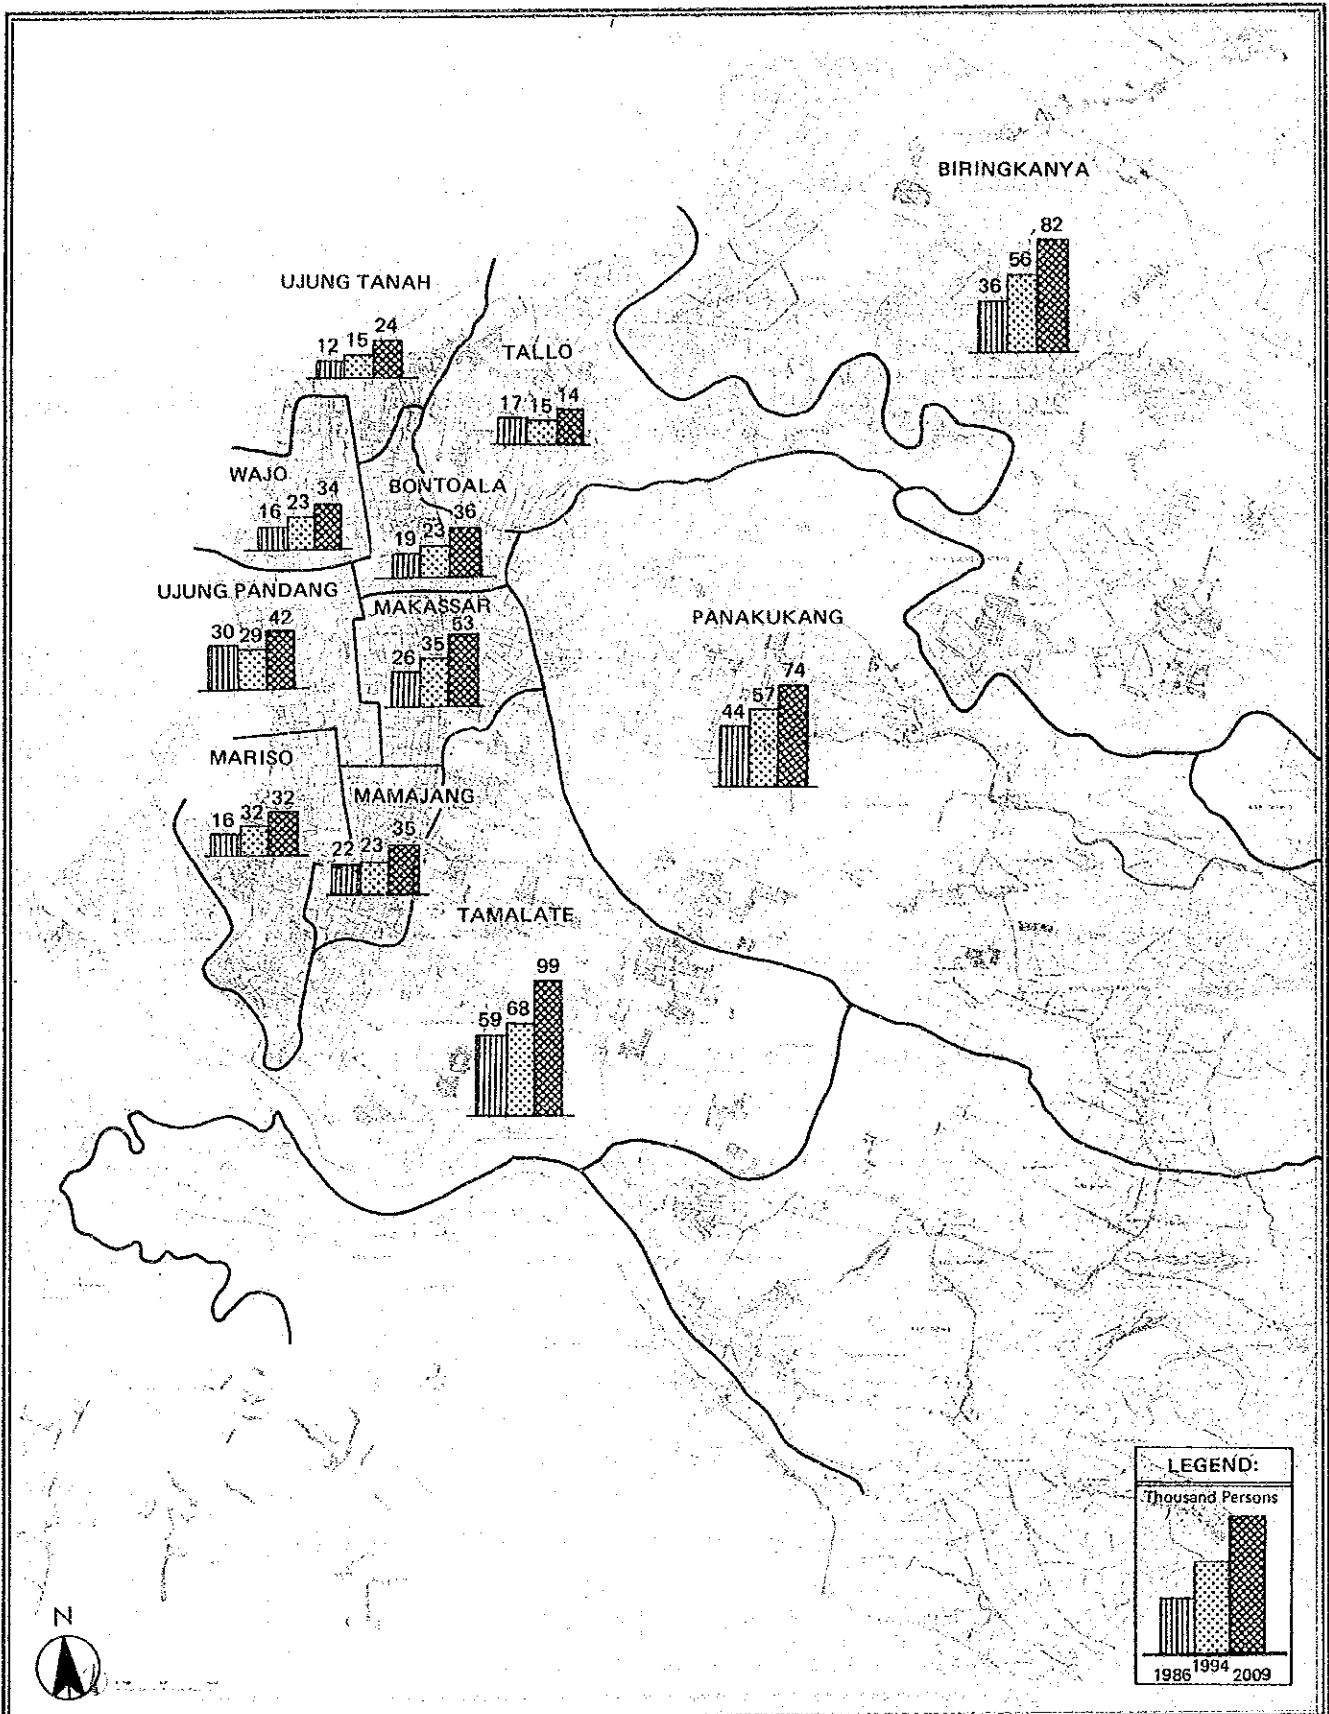 BIRINGKANYA
36 56 82
UJUNG TANAH
12 15 24
TALLO
17 15 14
WAJO
16 23 34
BONTOALA
19 23 36
UJUNG PANDANG
30 29 42
MAKASSAR
26 35 53
PANAKUKANG
44 57 74
MARISO
16 32 32
MAMAJANG
22 23 35
TAMALATE
59 68 99
LEGEND:
Thousand Persons
1986 1994 2009
N